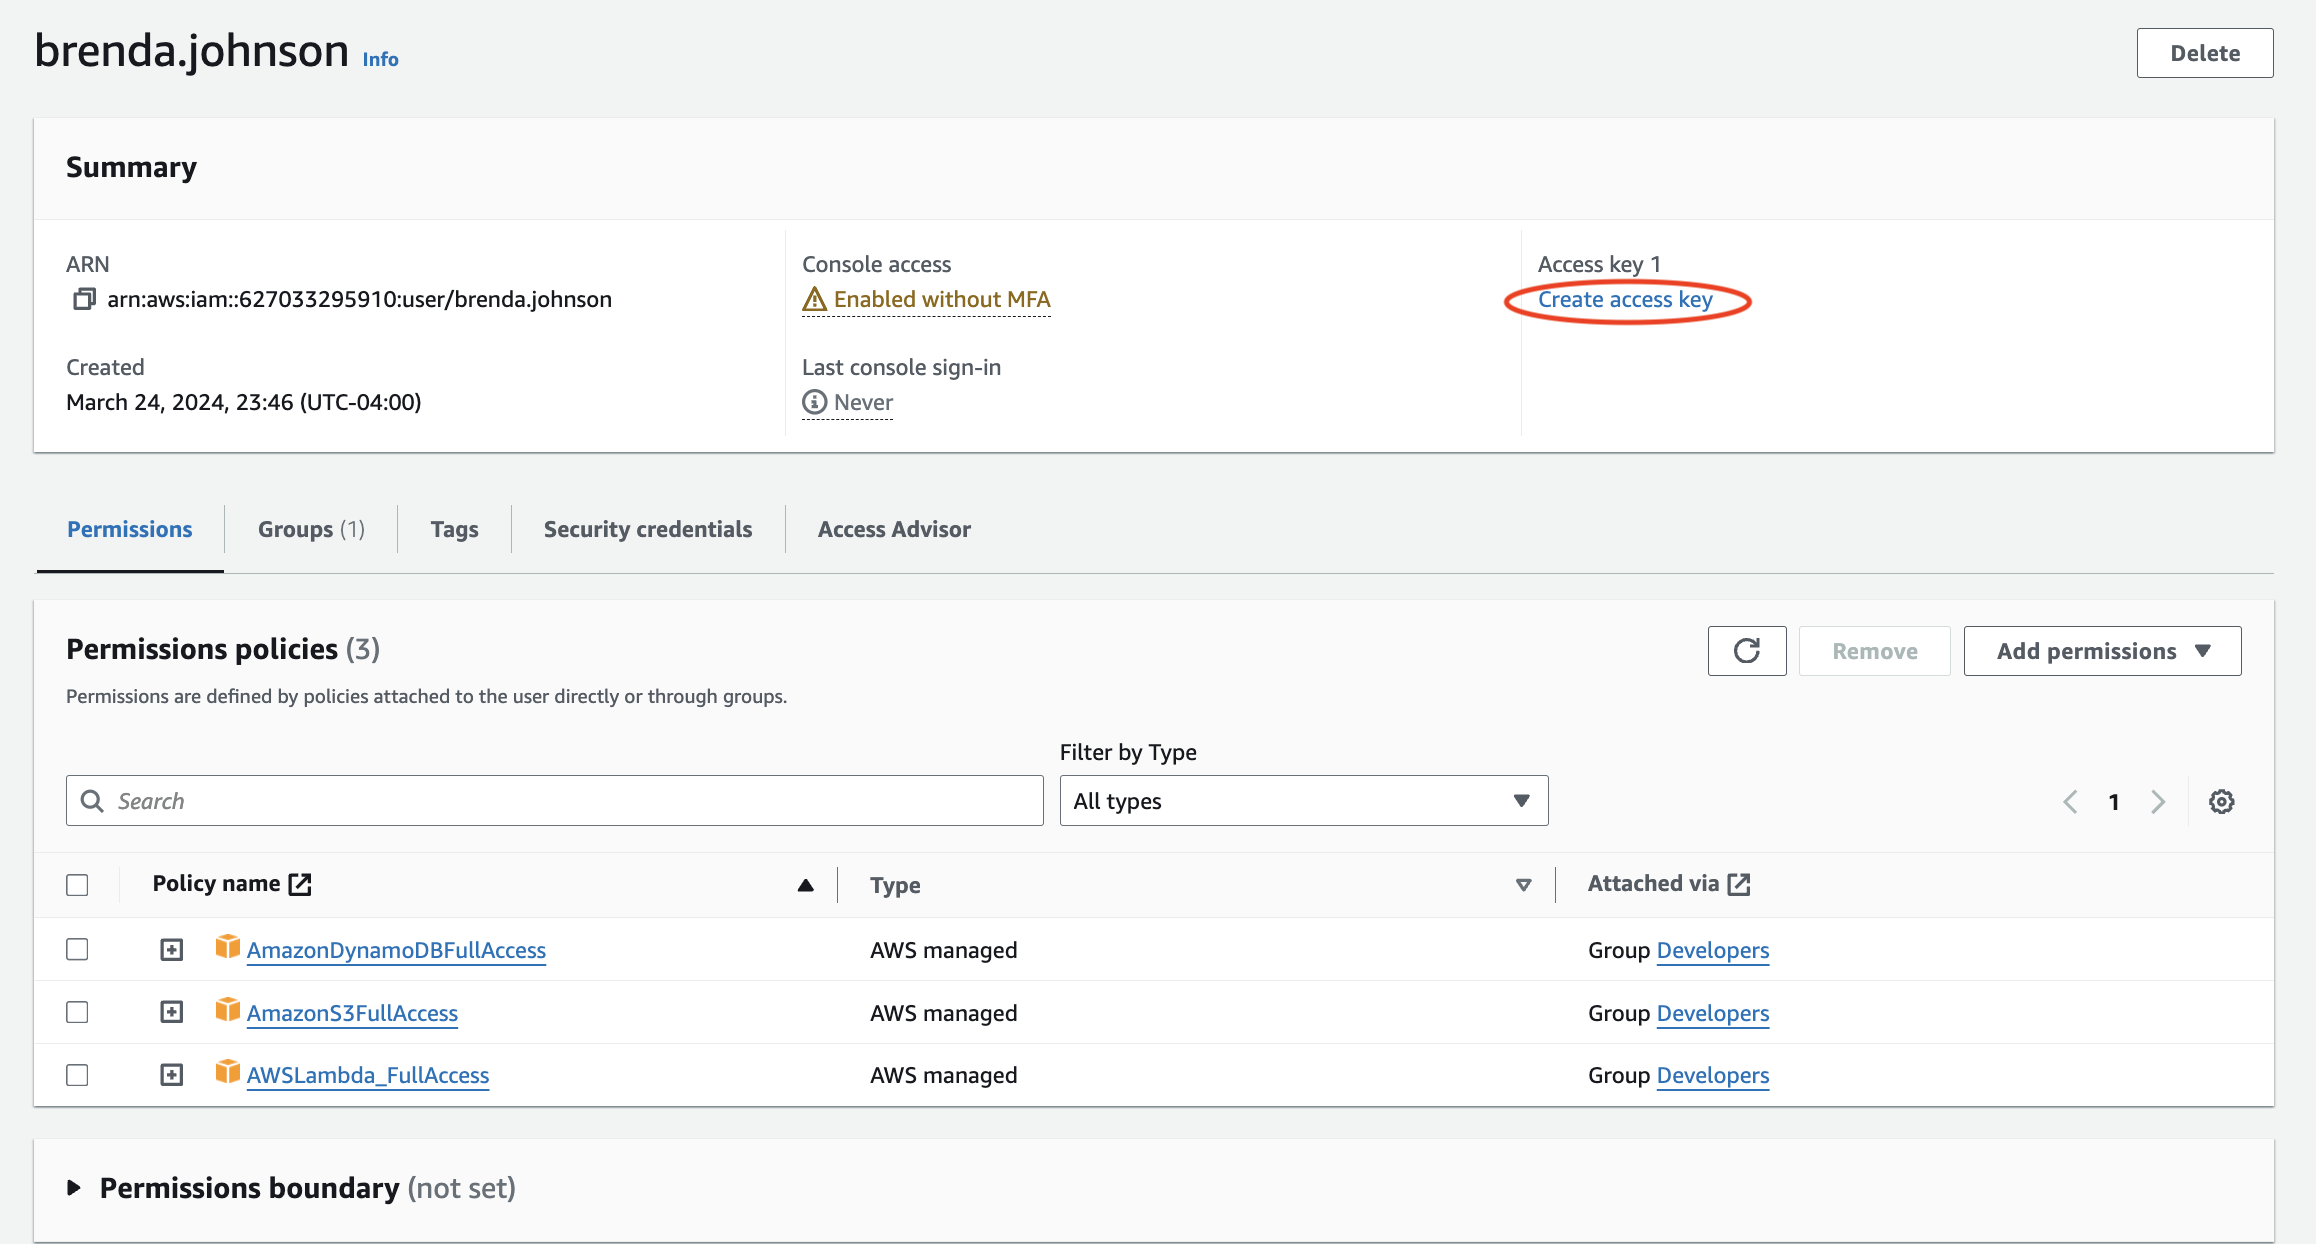 brenda.johnson Info
Delete
Summary
ARN
arn:aws:iam::627033295910:user/brenda.johnson
Created
March 24, 2024, 23:46 (UTC-04:00)
Console access
Enabled without MFA
Last console sign-in
Never
Access key 1
Create access key
Permissions
Groups (1)
Tags
Security credentials
Access Advisor
Permissions policies (3)
Permissions are defined by policies attached to the user directly or through groups.
Remove
Add permissions
Filter by Type
Search
All types
1
Policy name
Type
Attached via
AmazonDynamoDBFullAccess
AWS managed
Group Developers
AmazonS3FullAccess
AWS managed
Group Developers
AWSLambda_FullAccess
AWS managed
Group Developers
Permissions boundary (not set)